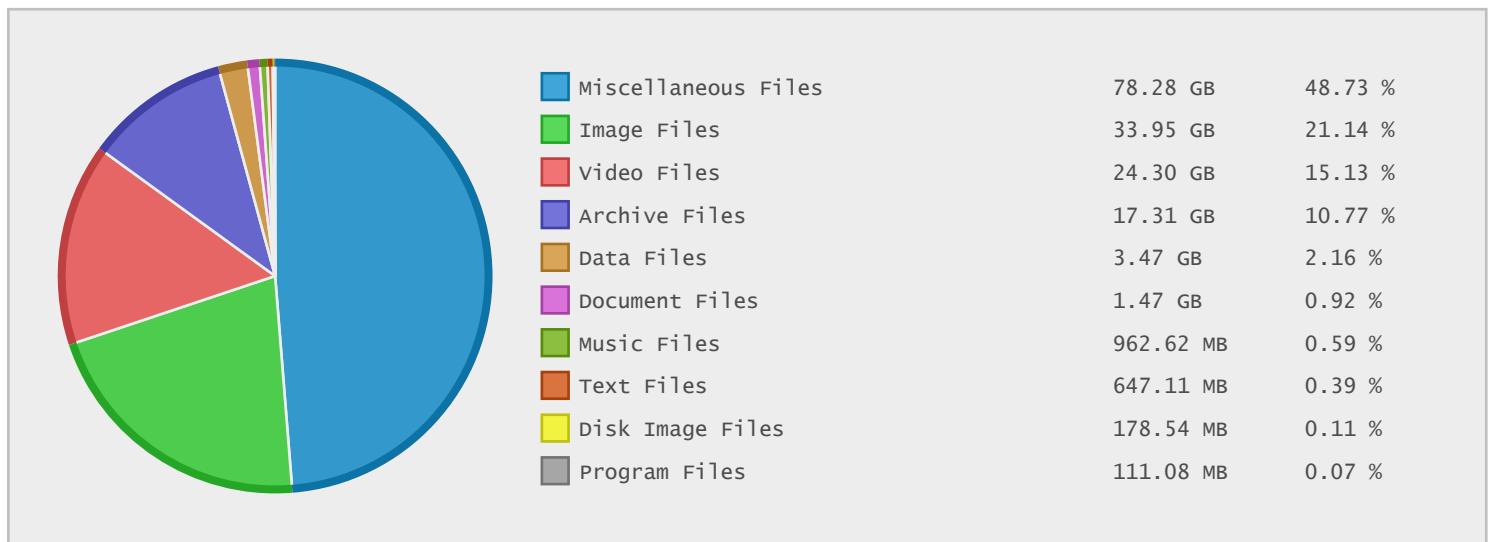 Miscellaneous Files 78.28 GB 48.73 %
Image Files 33.95 GB 21.14 %
Video Files 24.30 GB 15.13 %
Archive Files 17.31 GB 10.77 %
Data Files 3.47 GB 2.16 %
Document Files 1.47 GB 0.92 %
Music Files 962.62 MB 0.59 %
Text Files 647.11 MB 0.39 %
Disk Image Files 178.54 MB 0.11 %
Program Files 111.08 MB 0.07 %